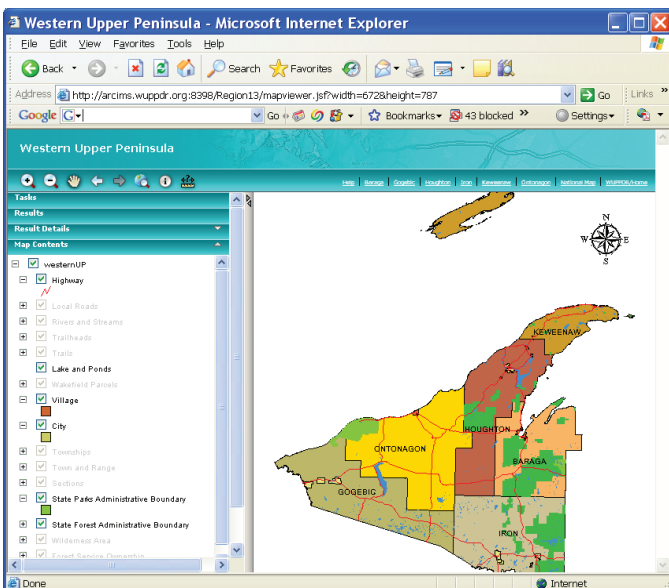 Western Upper Peninsula - Microsoft Internet Explorer
File Edit View Favorites Tools Help
Back Search Favorites
Address http://arcims.wuppdr.org:8398/Region13/mapviewer.jsf?width=672&height=787 Go Links »
Google G Go Bookmarks 43 blocked » Settings
Western Upper Peninsula
Help | Baraga | Gogebic | Houghton | Iron | Keweenaw | Ontonagon | National Map | WUPPDR/Home
Tasks
Results
Result Details
Map Contents
westernUP
Highway
Local Roads
Rivers and Streams
Trailheads
Trails
Lake and Ponds
Wakefield Parcels
Village
City
Townships
Town and Range
Sections
State Parks Administrative Boundary
State Forest Administrative Boundary
Wilderness Area
Forest Service Ownership
N
W E
S
KEWEENAW
HOUGHTON
ONTONAGON
BARAGA
GOGEBIC
IRON
Done Internet